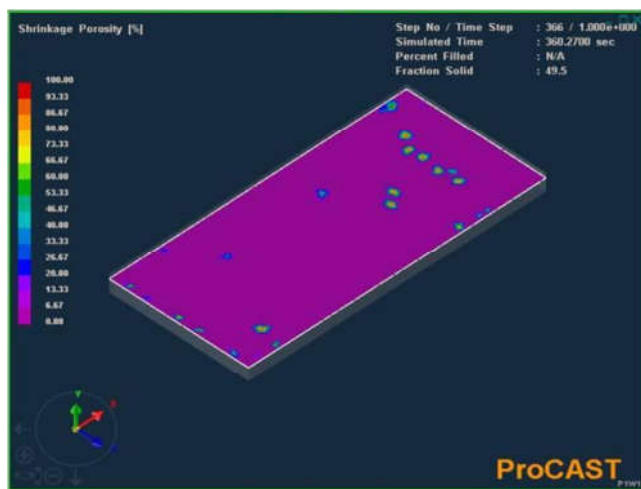 Shrinkage Porosity [%]
Step No / Time Step : 366 / 1.000e+000
Simulated Time : 360.2700 sec
Percent Filled : N/A
Fraction Solid : 49.5
100.00
93.33
86.67
80.00
73.33
66.67
60.00
53.33
46.67
40.00
33.33
26.67
20.00
13.33
6.67
0.00
Y
X
ProCAST